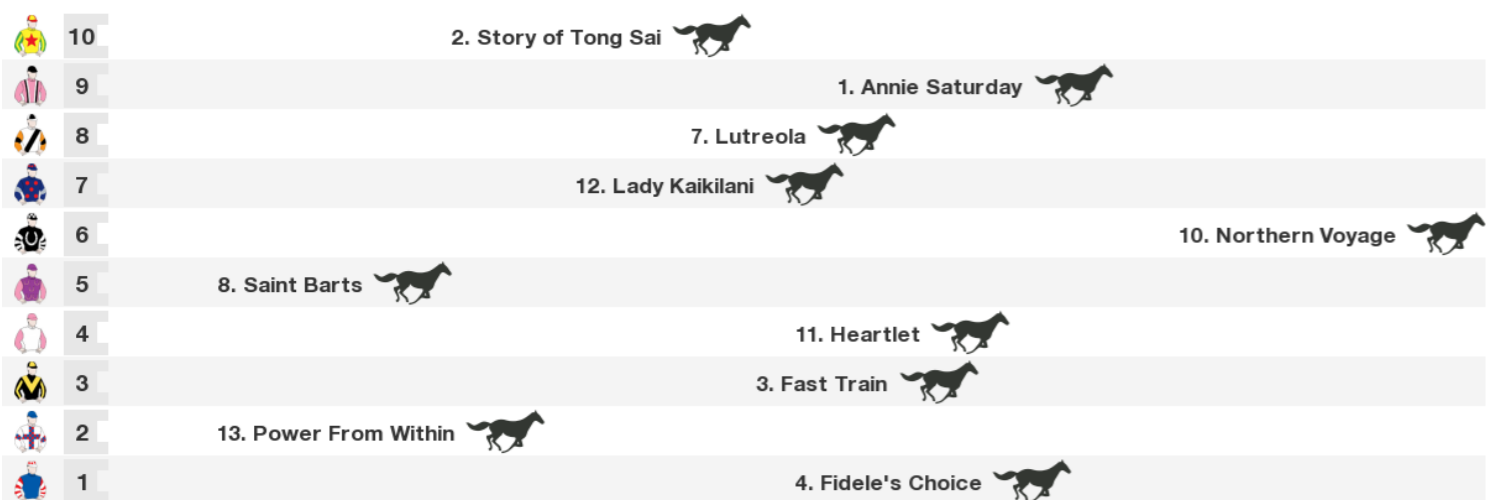 10 2. Story of Tong Sai
9 1. Annie Saturday
8 7. Lutreola
7 12. Lady Kaikilani
6 10. Northern Voyage
5 8. Saint Barts
4 11. Heartlet
3 3. Fast Train
2 13. Power From Within
1 4. Fidele's Choice